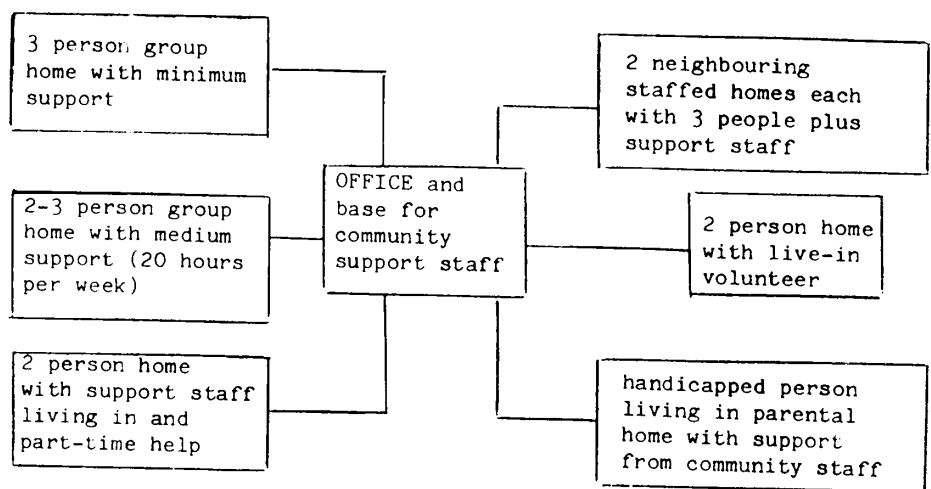 3 person group
home with minimum
support
2 neighbouring
staffed homes each
with 3 people plus
support staff
OFFICE and
base for
community
support staff
2-3 person group
home with medium
support (20 hours
per week)
2 person home
with live-in
volunteer
2 person home
with support staff
living in and
part-time help
handicapped person
living in parental
home with support
from community staff